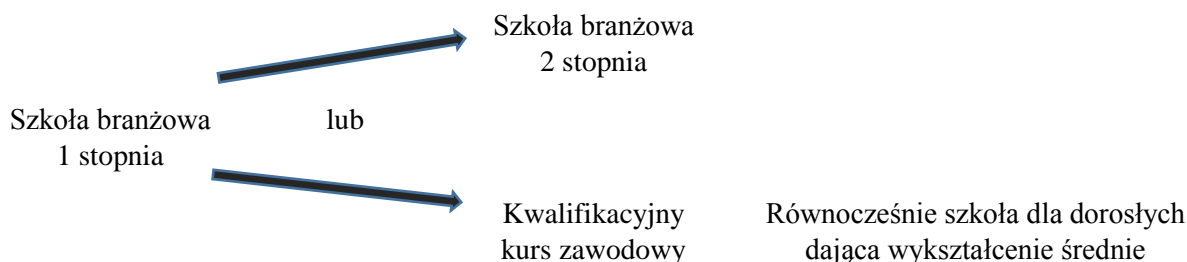 Szkoła branżowa
2 stopnia
Szkoła branżowa
1 stopnia
lub
Kwalifikacyjny
kurs zawodowy
Równocześnie szkoła dla dorosłych
dająca wykształcenie średnie